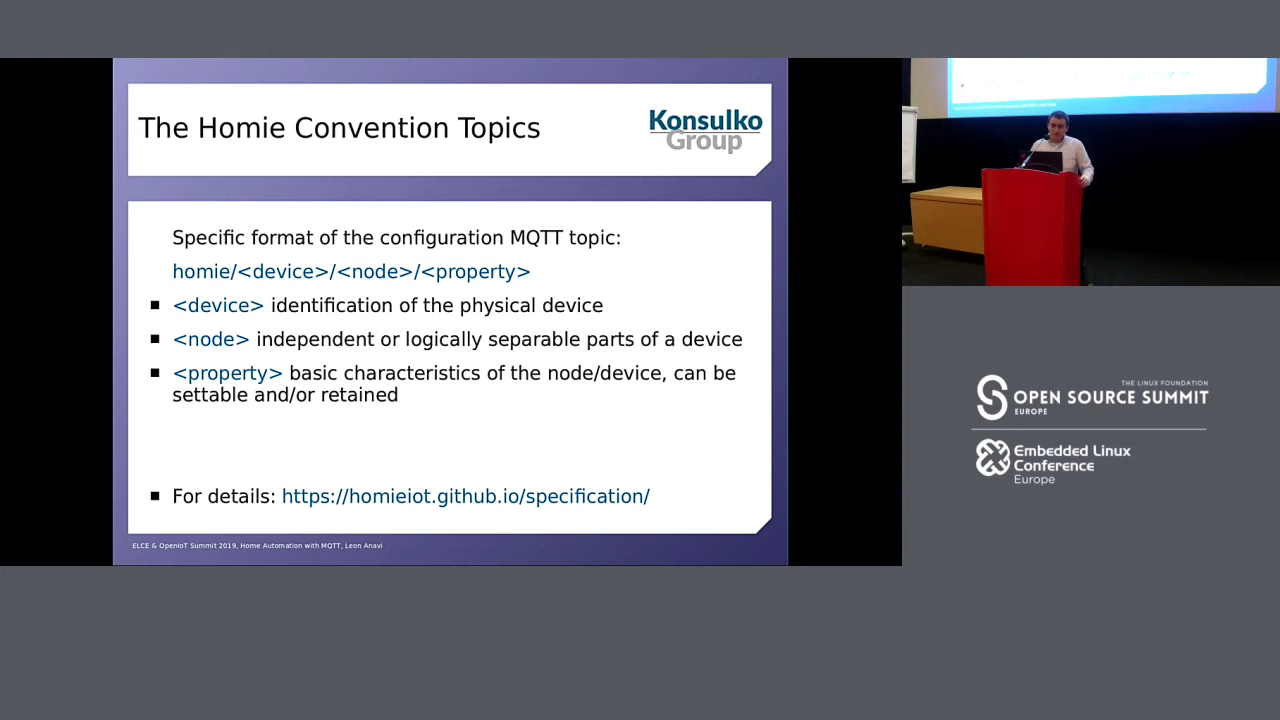 The Homie Convention Topics
Konsulko
Group
Specific format of the configuration MQTT topic:
homie/<device>/<node>/<property>
■ <device> identification of the physical device
■ <node> independent or logically separable parts of a device
■ <property> basic characteristics of the node/device, can be
settable and/or retained
■ For details: https://homieiot.github.io/specification/
ELCE & OpenIoT Summit 2019, Home Automation with MQTT, Leon Anavi
THE LINUX FOUNDATION
OPEN SOURCE SUMMIT
EUROPE
Embedded Linux
Conference
Europe